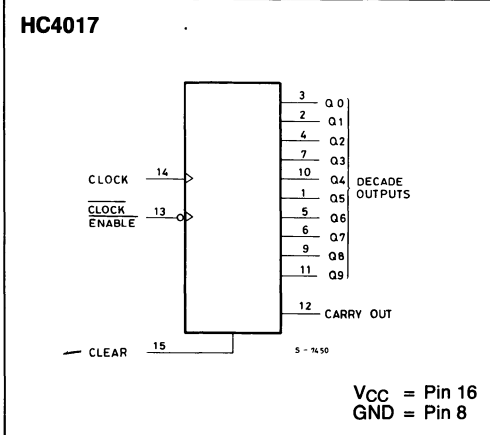 HC4017
3 Q0
2 Q1
4 Q2
7 Q3
10 Q4
1 Q5
5 Q6
6 Q7
9 Q8
11 Q9
DECADE
OUTPUTS
CLOCK 14
CLOCK
ENABLE 13
12 CARRY OUT
CLEAR 15
S-7450
VCC = Pin 16
GND = Pin 8